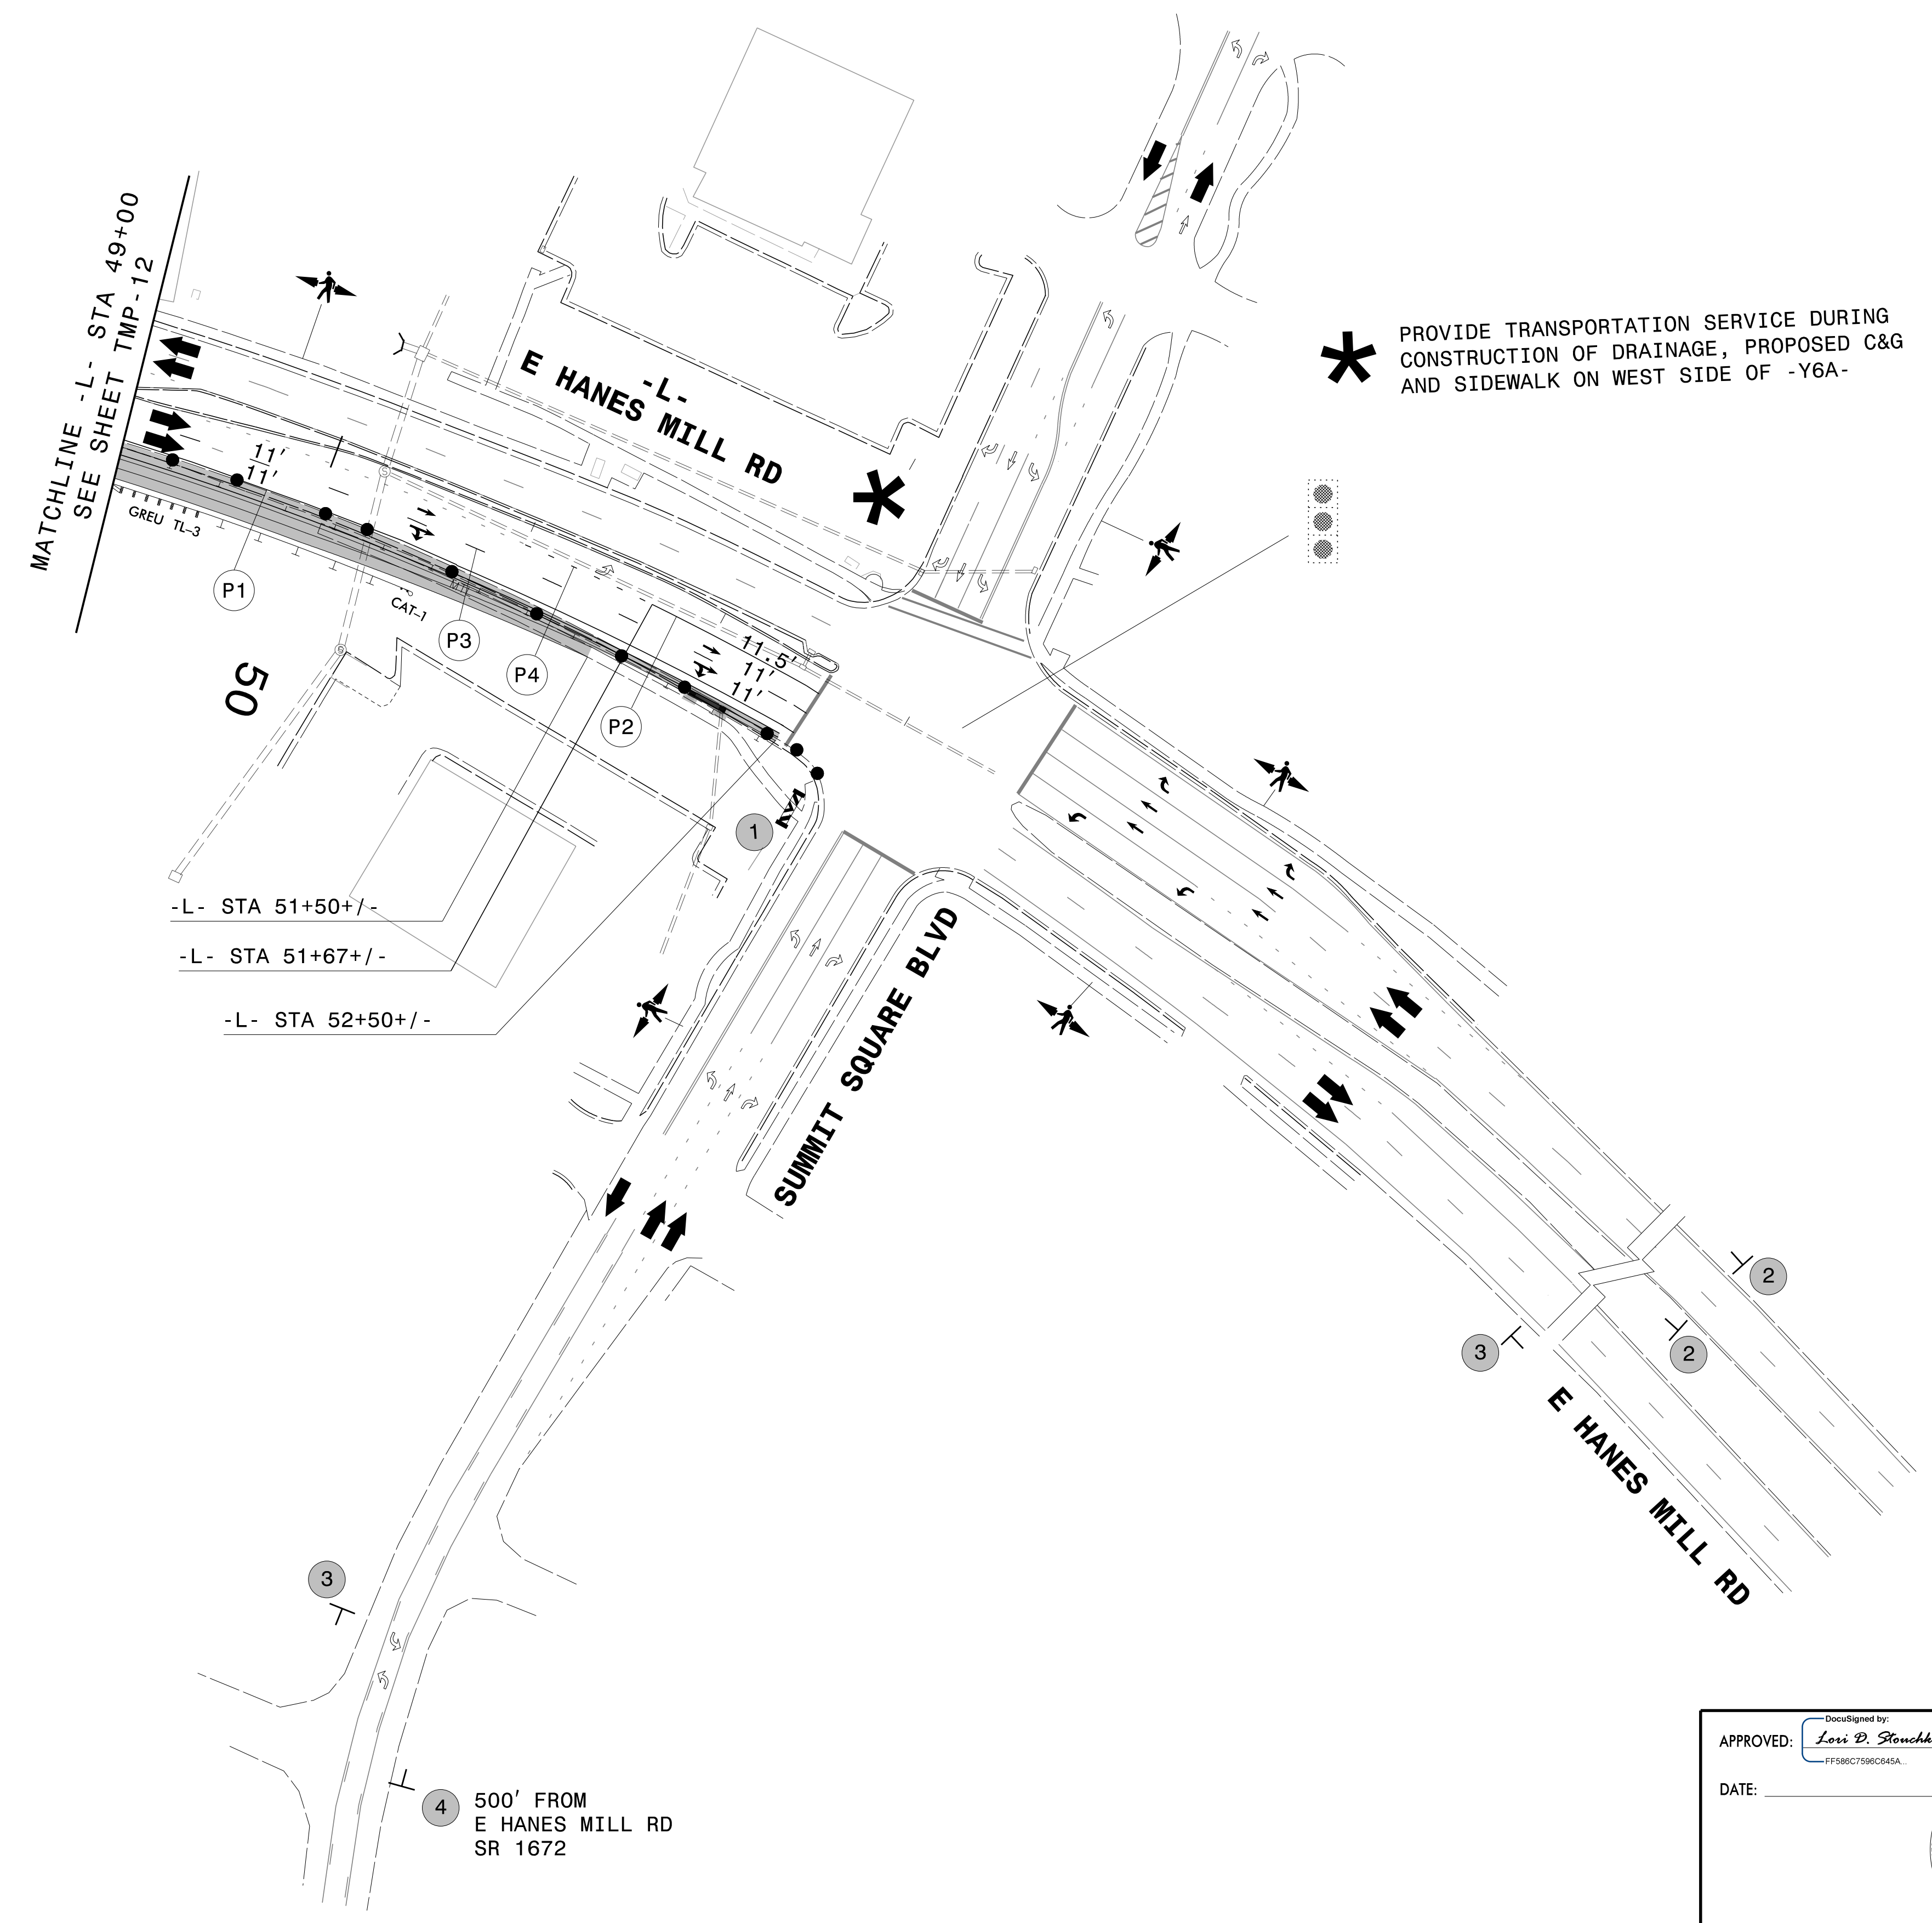 MATCHLINE -L- STA 49+00
SEE SHEET TMP-12
-L-
E HANES MILL RD
PROVIDE TRANSPORTATION SERVICE DURING
CONSTRUCTION OF DRAINAGE, PROPOSED C&G
AND SIDEWALK ON WEST SIDE OF -Y6A-
11'
11'
GREU TL-3
S
P1
CAT-1
P3
P4
P2
S
50
11.5'
11'
11'
1
-L- STA 51+50+/-
-L- STA 51+67+/-
-L- STA 52+50+/-
SUMMIT SQUARE BLVD
2
2
3
E HANES MILL RD
3
4
500' FROM
E HANES MILL RD
SR 1672
DocuSigned by:
APPROVED:
Lori D.
FF586C7596C645A...
DATE: